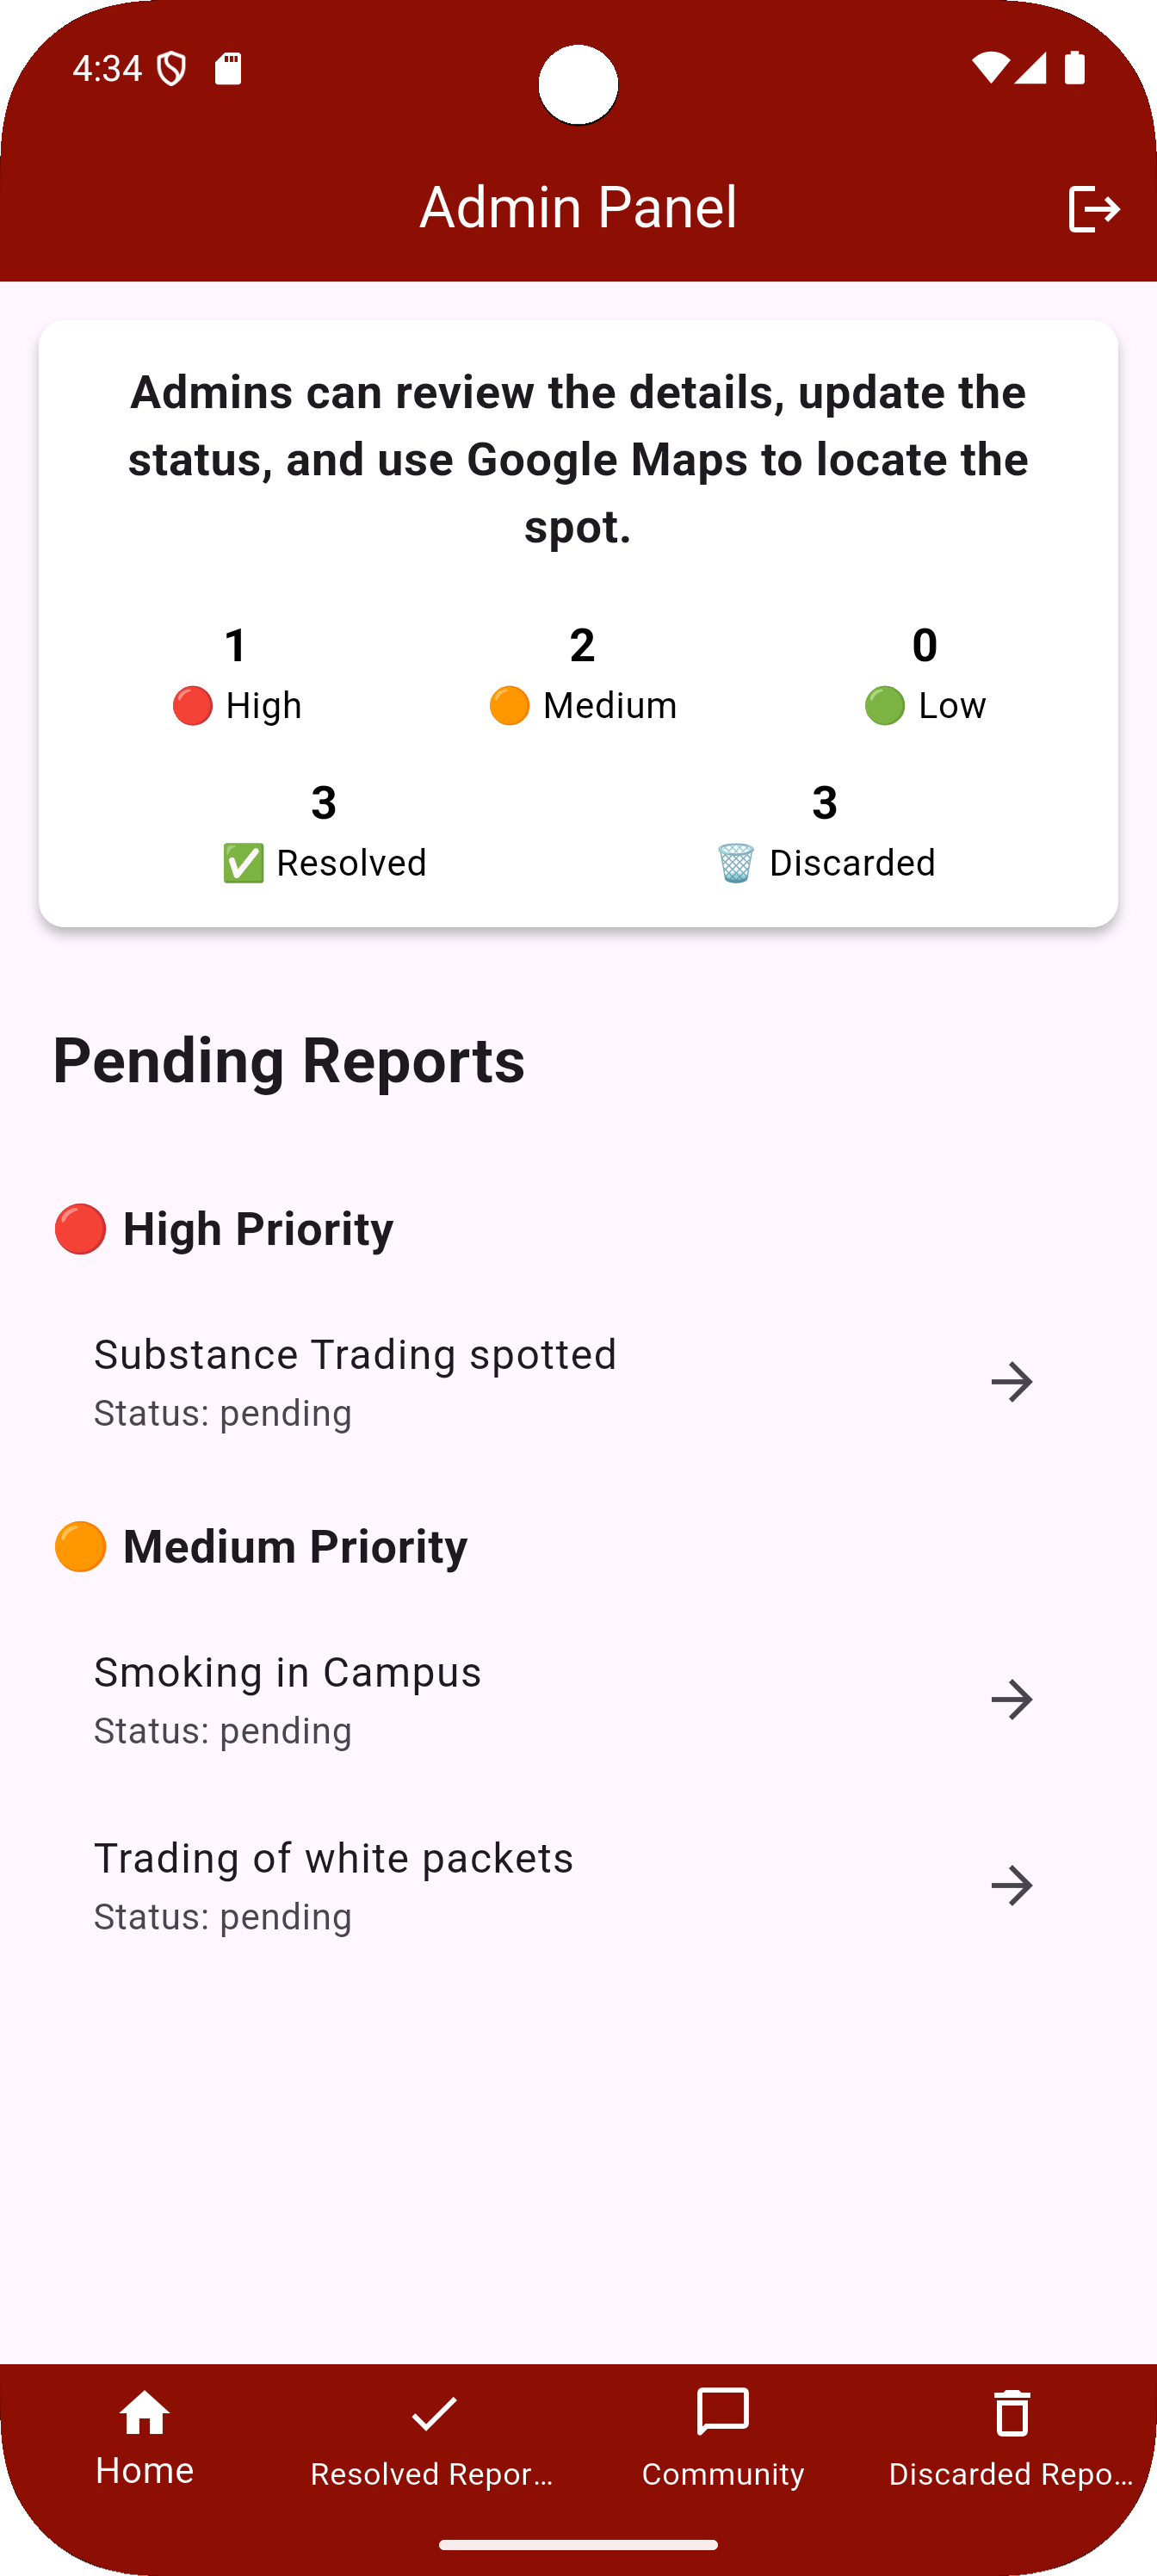 4:34
Admin Panel
Admins can review the details, update the
status, and use Google Maps to locate the
spot.
1 2 0
High Medium Low
3 3
Resolved Discarded
Pending Reports
High Priority
Substance Trading spotted
Status: pending
Medium Priority
Smoking in Campus
Status: pending
Trading of white packets
Status: pending
Home Resolved Repor... Community Discarded Repo...